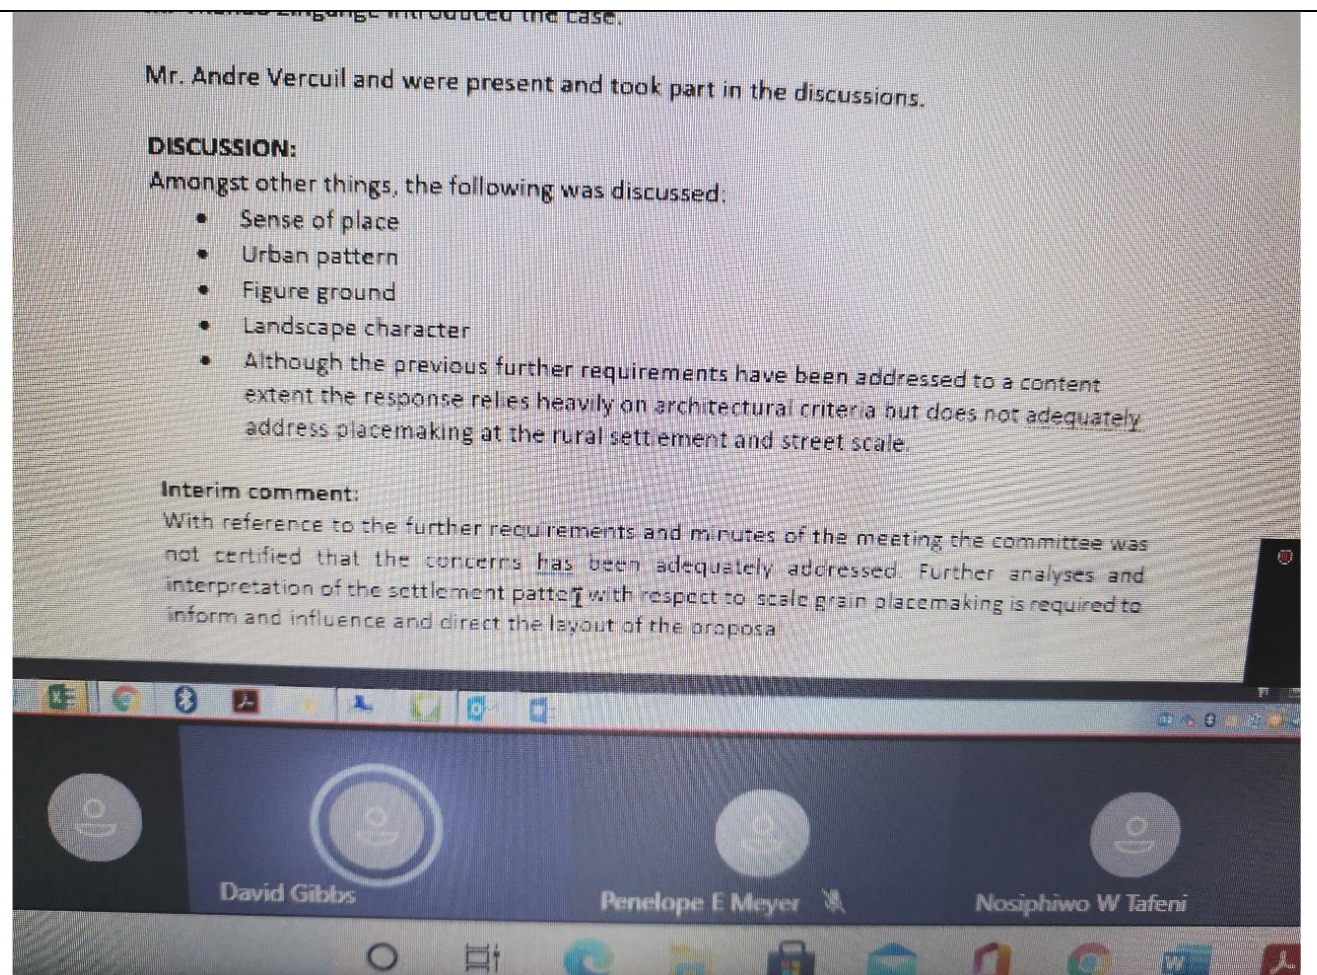 introduced the case.
Mr. Andre Vercuil and were present and took part in the discussions.
DISCUSSION:
Amongst other things, the following was discussed:
• Sense of place
• Urban pattern
• Figure ground
• Landscape character
• Although the previous further requirements have been addressed to a content
extent the response relies heavily on architectural criteria but does not adequately
address placemaking at the rural settlement and street scale.
Interim comment:
With reference to the further requirements and minutes of the meeting the committee was
not certified that the concerns has been adequately addressed. Further analyses and
interpretation of the settlement patter with respect to scale grain placemaking is required to
inform and influence and direct the layout of the proposa
David Gibbs
Penelope E Meyer
Nosiphiwo W Tafeni